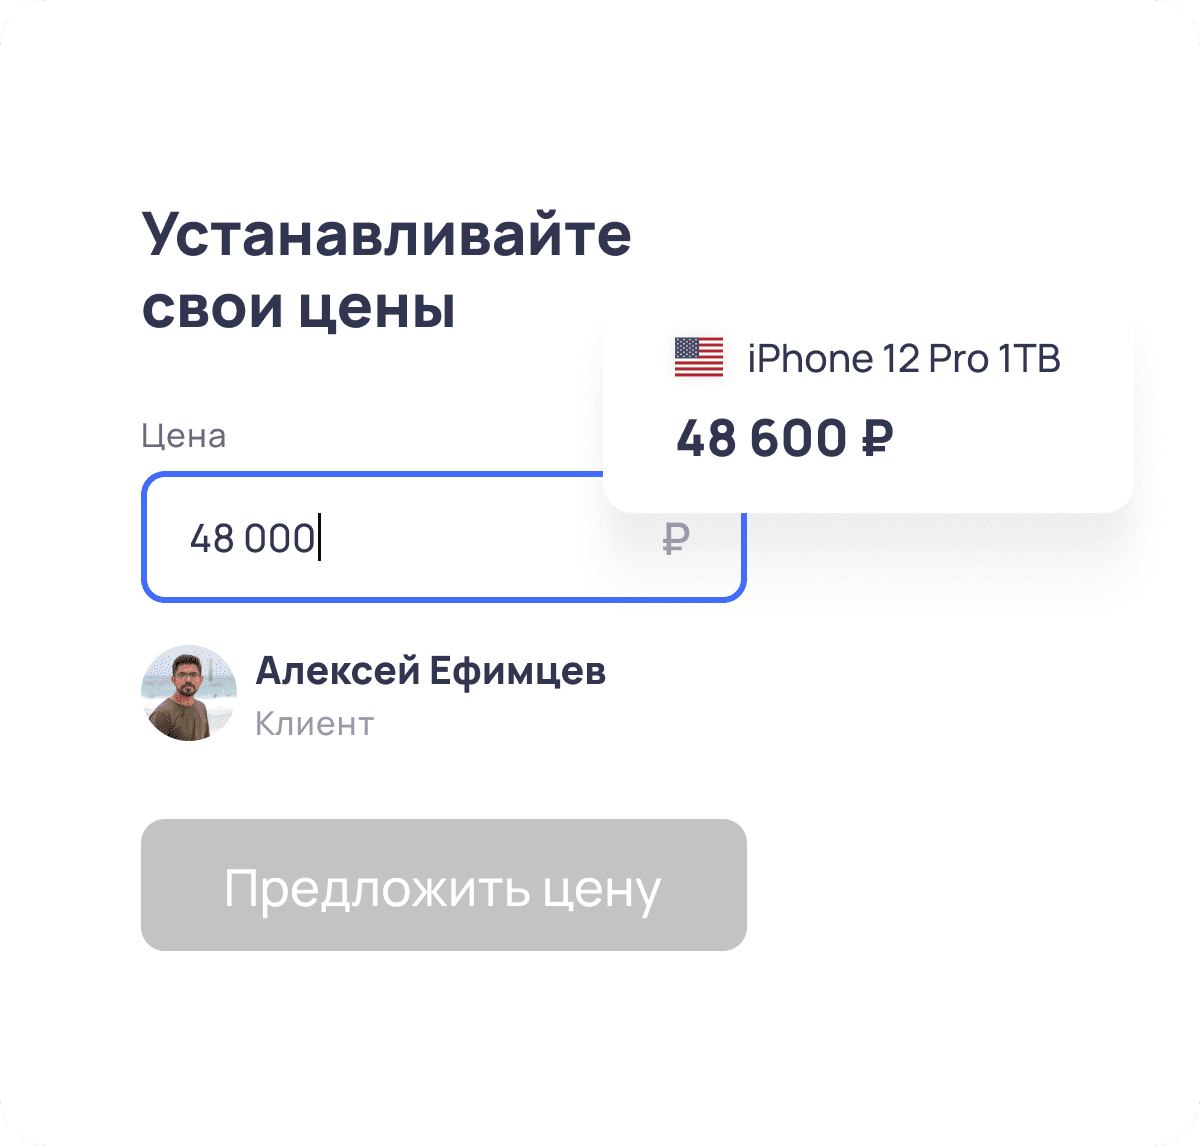 Устанавливайте
свои цены
iPhone 12 Pro 1TB
48 600 ₽
Цена
48 000 ₽
Алексей Ефимцев
Клиент
Предложить цену